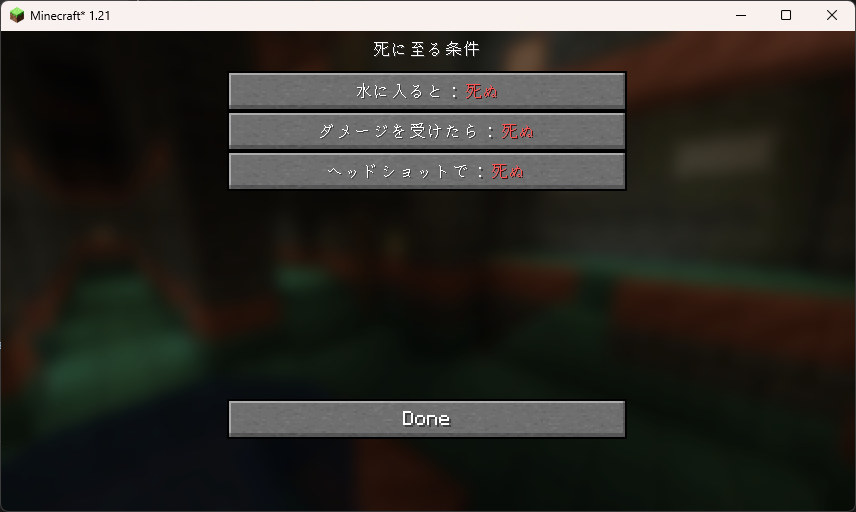 Minecraft* 1.21
死に至る条件
水に入ると：死ぬ
ダメージを受けたら：死ぬ
ヘッドショットで：死ぬ
Done